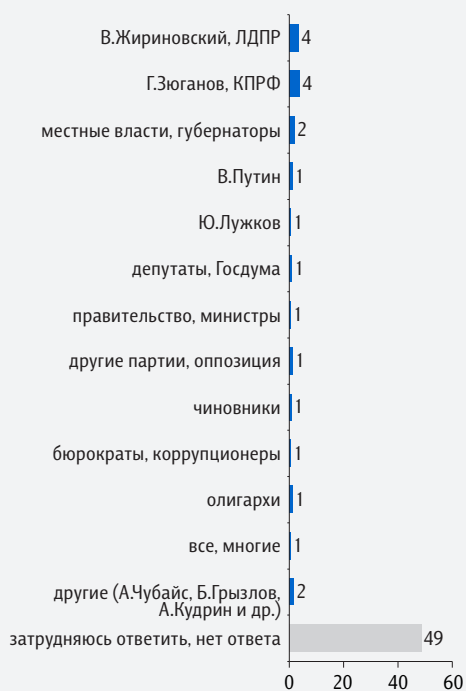 В.Жириновский, ЛДПР 4
Г.Зюганов, КПРФ 4
местные власти, губернаторы 2
В.Путин 1
Ю.Лужков 1
депутаты, Госдума 1
правительство, министры 1
другие партии, оппозиция 1
чиновники 1
бюрократы, коррупционеры 1
олигархи 1
все, многие 1
другие (А.Чубайс, Б.Грызлов, 2
А.Кудрин и др.)
затрудняюсь ответить, нет ответа 49
0 20 40 60